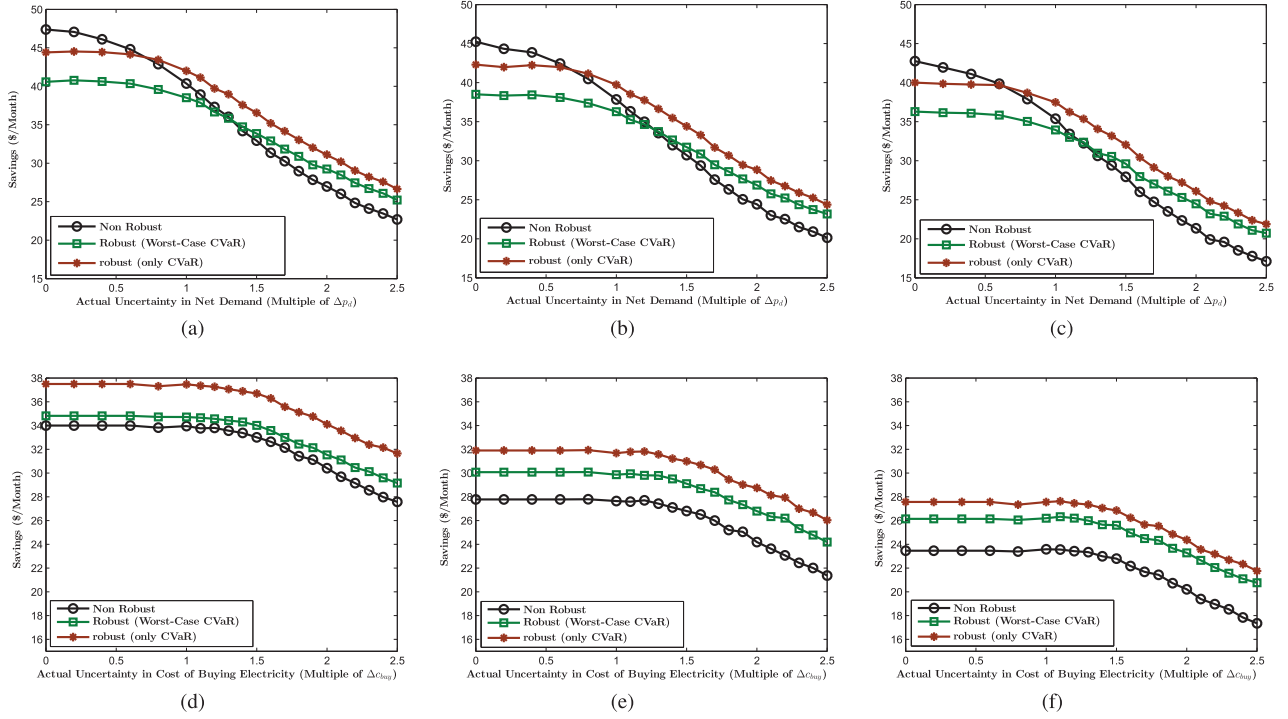 50
45
40
35
30
25
20
15
Savings ($/Month)
Non Robust
Robust (Worst-Case CVaR)
robust (only CVaR)
0 0.5 1 1.5 2 2.5
Actual Uncertainty in Net Demand (Multiple of Δp_d)
(a)
50
45
40
35
30
25
20
15
Savings($/Month)
Non Robust
Robust (Worst-Case CVaR)
robust (only CVaR)
0 0.5 1 1.5 2 2.5
Actual Uncertainty in Net Demand (Multiple of Δp_d)
(b)
50
45
40
35
30
25
20
15
Savings($/Month)
Non Robust
Robust (Worst-Case CVaR)
robust (only CVaR)
0 0.5 1 1.5 2 2.5
Actual Uncertainty in Net Demand (Multiple of Δp_d)
(c)
38
36
34
32
30
28
26
24
22
20
18
16
Savings ($/Month)
Non Robust
Robust (Worst-Case CVaR)
robust (only CVaR)
0 0.5 1 1.5 2 2.5
Actual Uncertainty in Cost of Buying Electricity (Multiple of Δc_buy)
(d)
38
36
34
32
30
28
26
24
22
20
18
16
Savings ($/Month)
Non Robust
Robust (Worst-Case CVaR)
robust (only CVaR)
0 0.5 1 1.5 2 2.5
Actual Uncertainty in Cost of Buying Electricity (Multiple of Δc_buy)
(e)
38
36
34
32
30
28
26
24
22
20
18
16
Savings ($/Month)
Non Robust
Robust (Worst-Case CVaR)
robust (only CVaR)
0 0.5 1 1.5 2 2.5
Actual Uncertainty in Cost of Buying Electricity (Multiple of Δc_buy)
(f)